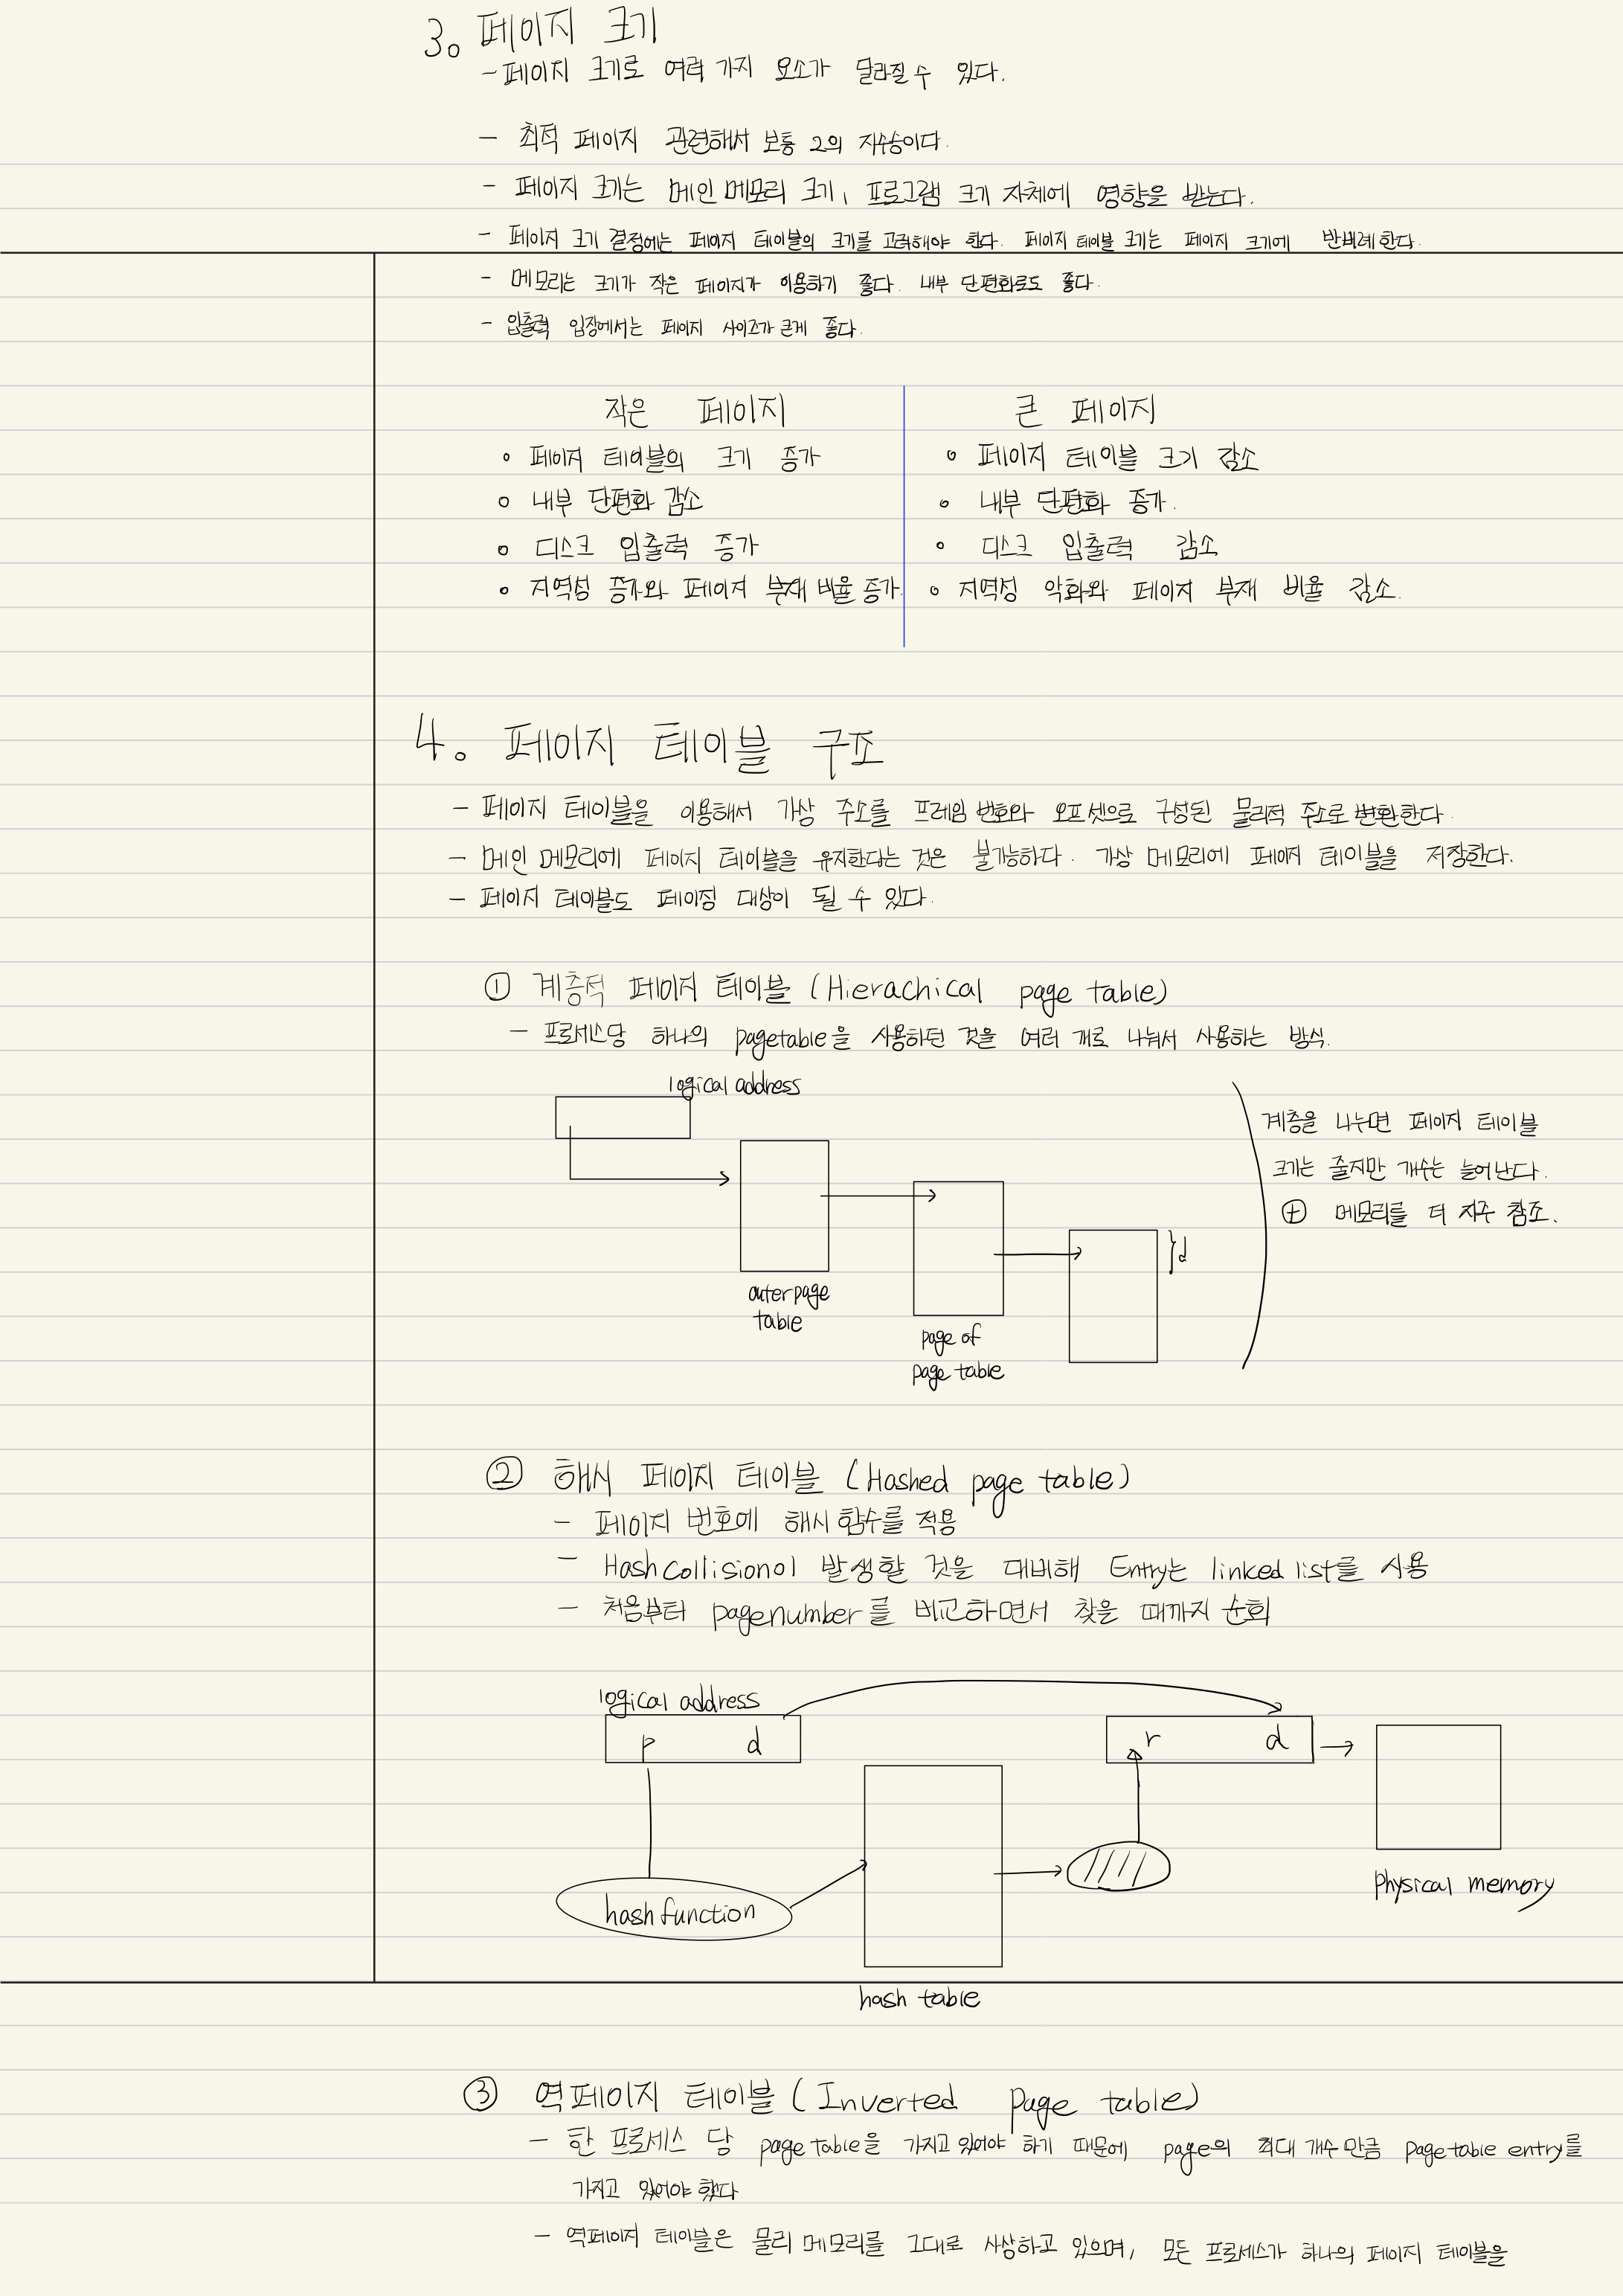 3. 페이지 크기
- 페이지 크기로 여러 가지 요소가 달라질 수 있다.
- 최적 페이지 관련해서 보통 2의 지수승이다.
- 페이지 크기는 메인 메모리 크기, 프로그램 크기 자체에 영향을 받는다.
- 페이지 크기 결정에는 페이지 테이블의 크기를 고려해야 한다. 페이지 테이블 크기는 페이지 크기에 반비례한다.
- 메모리는 크기가 작은 페이지가 이용하기 좋다. 내부 단편화로도 좋다.
- 입출력 입장에서는 페이지 사이즈가 큰게 좋다.
작은 페이지
• 페이지 테이블의 크기 증가
• 내부 단편화 감소
• 디스크 입출력 증가
• 지역성 증가와 페이지 부재 비율 증가.
큰 페이지
• 페이지 테이블 크기 감소
• 내부 단편화 증가.
• 디스크 입출력 감소
• 지역성 악화와 페이지 부재 비율 감소.
4. 페이지 테이블 구조
- 페이지 테이블을 이용해서 가상 주소를 프레임 번호와 오프셋으로 구성된 물리적 주소로 변환한다.
- 메인 메모리에 페이지 테이블을 유지한다는 것은 불가능하다. 가상 메모리에 페이지 테이블을 저장한다.
- 페이지 테이블도 페이징 대상이 될 수 있다.
① 계층적 페이지 테이블 (Hierachical page table)
- 프로세스당 하나의 pagetable을 사용하던 것을 여러 개로 나눠서 사용하는 방식.
logical address
outer page
table
page of
page table
d
계층을 나누면 페이지 테이블
크기는 줄지만 개수는 늘어난다.
⊕ 메모리를 더 자주 참조.
② 해시 페이지 테이블 (Hashed page table)
- 페이지 번호에 해시 함수를 적용
- Hash collision이 발생할 것을 대비해 Entry는 linked list를 사용
- 처음부터 pagenumber를 비교하면서 찾을 때까지 순회
logical address
p d
r d
hash function
physical memory
hash table
③ 역페이지 테이블 (Inverted page table)
- 한 프로세스 당 page table을 가지고 있어야 하기 때문에 page의 최대 개수 만큼 page table entry를
가지고 있어야 했다
- 역페이지 테이블은 물리 메모리를 그대로 사상하고 있으며, 모든 프로세스가 하나의 페이지 테이블을